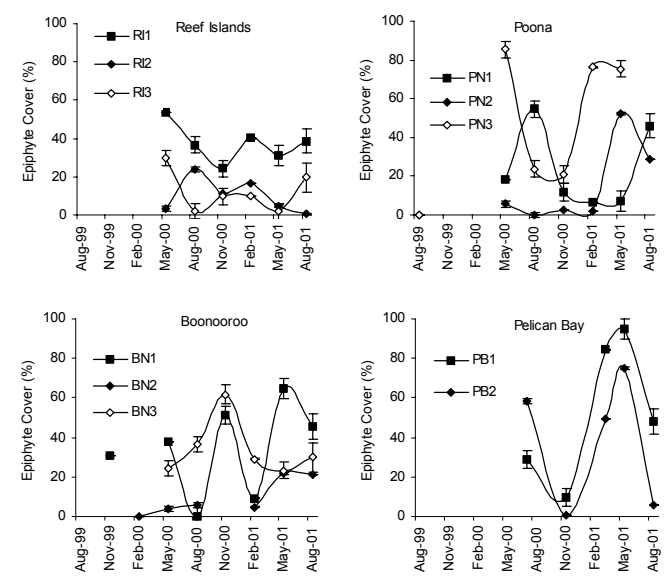 Reef Islands
Epiphyte Cover (%)
100
80
60
40
20
0
RI1
RI2
RI3
Aug-99
Nov-99
Feb-00
May-00
Aug-00
Nov-00
Feb-01
May-01
Aug-01
Poona
Epiphyte Cover (%)
100
80
60
40
20
0
PN1
PN2
PN3
Aug-99
Nov-99
Feb-00
May-00
Aug-00
Nov-00
Feb-01
May-01
Aug-01
Boonooroo
Epiphyte Cover (%)
100
80
60
40
20
0
BN1
BN2
BN3
Aug-99
Nov-99
Feb-00
May-00
Aug-00
Nov-00
Feb-01
May-01
Aug-01
Pelican Bay
Epiphyte Cover (%)
100
80
60
40
20
0
PB1
PB2
Aug-99
Nov-99
Feb-00
May-00
Aug-00
Nov-00
Feb-01
May-01
Aug-01